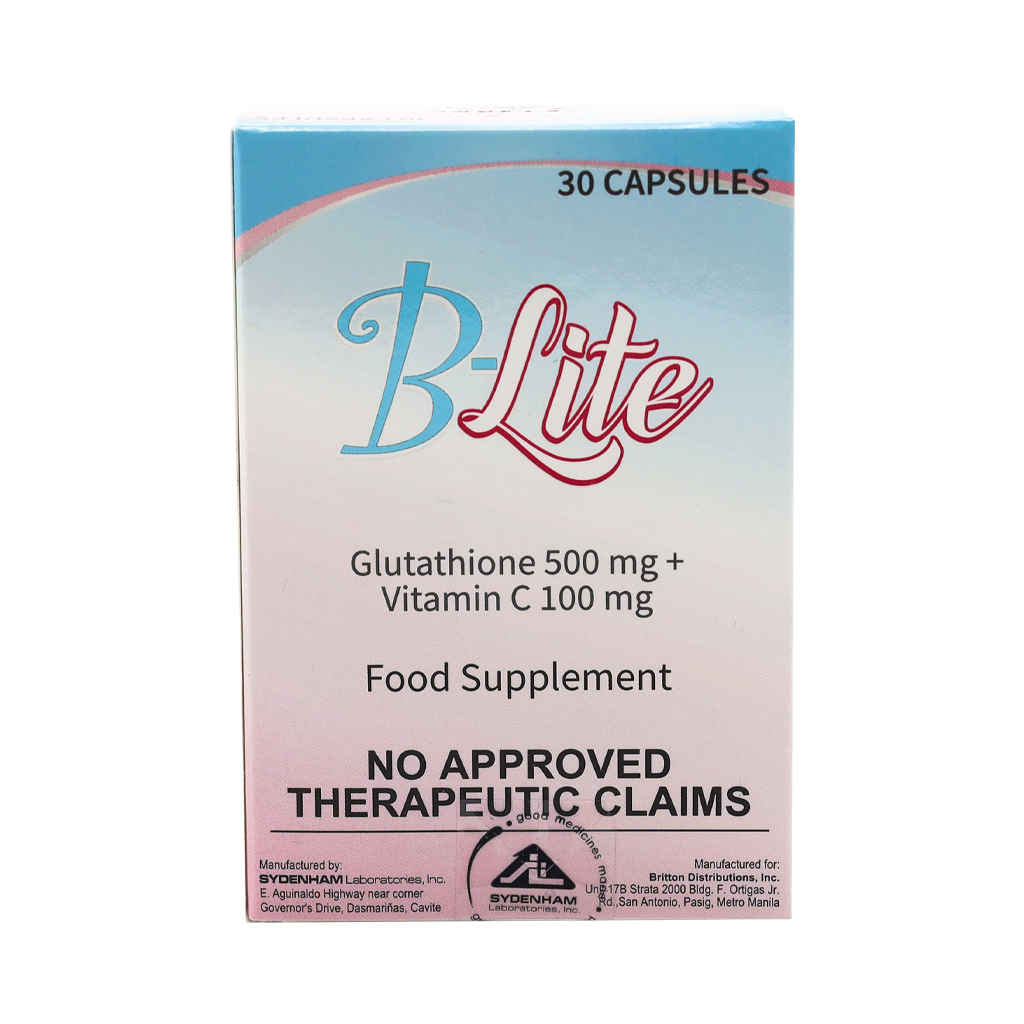 30 CAPSULES
B-Lite
Glutathione 500 mg +
Vitamin C 100 mg
Food Supplement
NO APPROVED
THERAPEUTIC CLAIMS
Manufactured by:
SYDENHAM Laboratories, Inc.
E. Aguinaldo Highway near corner
Governor's Drive, Dasmariñas, Cavite
good medicines
SYDENHAM
Laboratories, Inc.
Manufactured for:
Britton Distributions, Inc.
17B Strata 2000 Bldg. F. Ortigas Jr.
Rd.,San Antonio, Pasig, Metro Manila